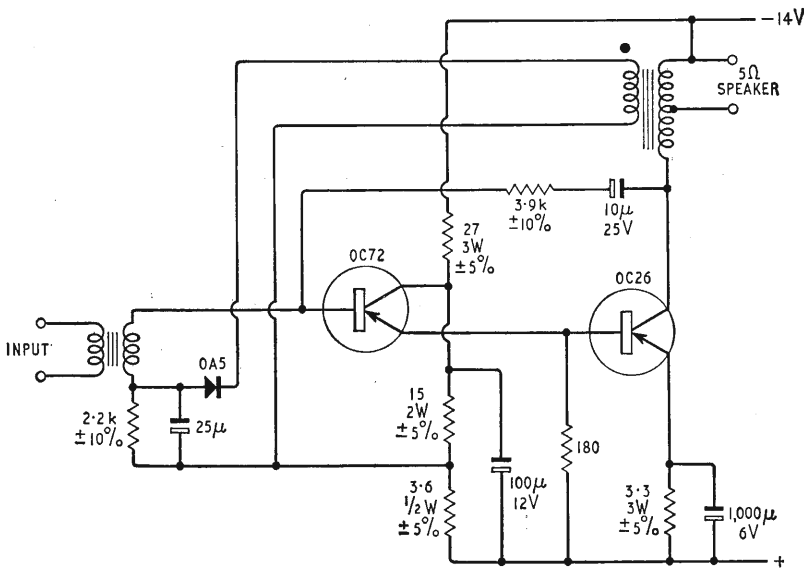 −14V
5Ω
SPEAKER
3·9k
±10%
10μ
25V
27
3W
±5%
OC72
OC26
INPUT
OA5
2·2k
±10%
25μ
15
2W
±5%
180
100μ
12V
3·6
1/2W
±5%
3·3
3W
±5%
1,000μ
6V
+